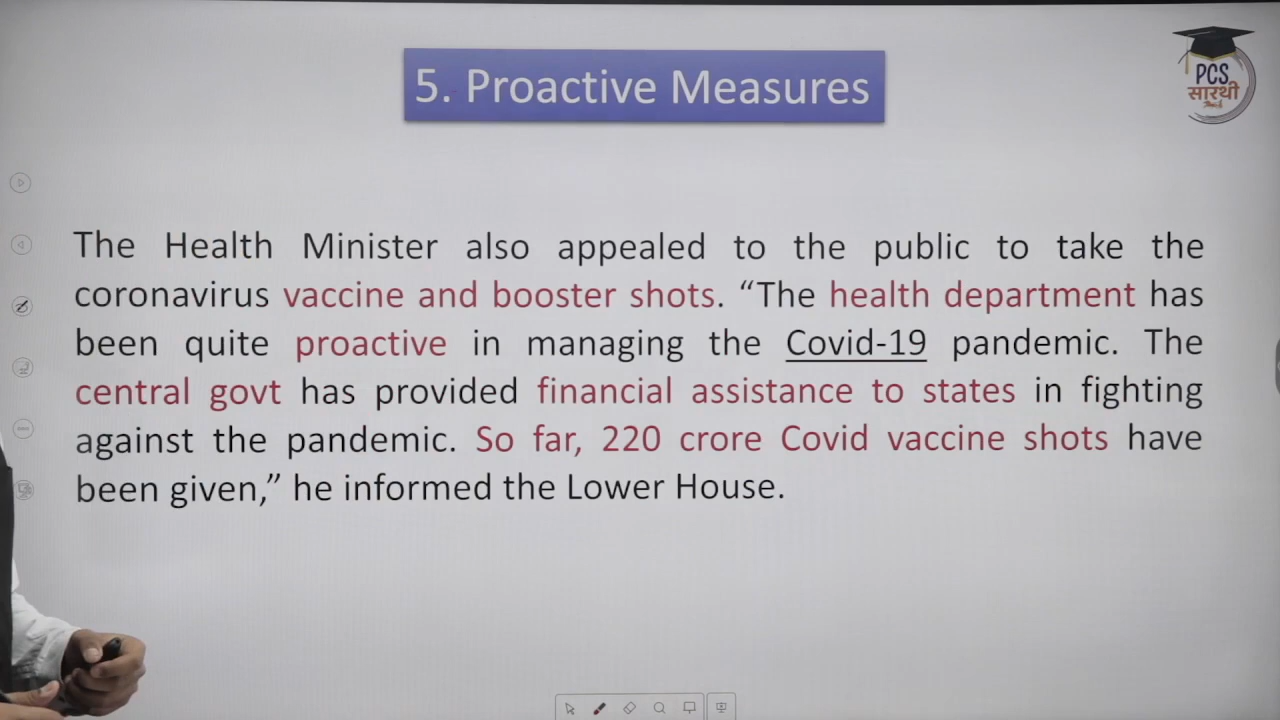 5. Proactive Measures
PCS
सारथी
The Health Minister also appealed to the public to take the
coronavirus vaccine and booster shots. “The health department has
been quite proactive in managing the Covid-19 pandemic. The
central govt has provided financial assistance to states in fighting
against the pandemic. So far, 220 crore Covid vaccine shots have
been given,” he informed the Lower House.